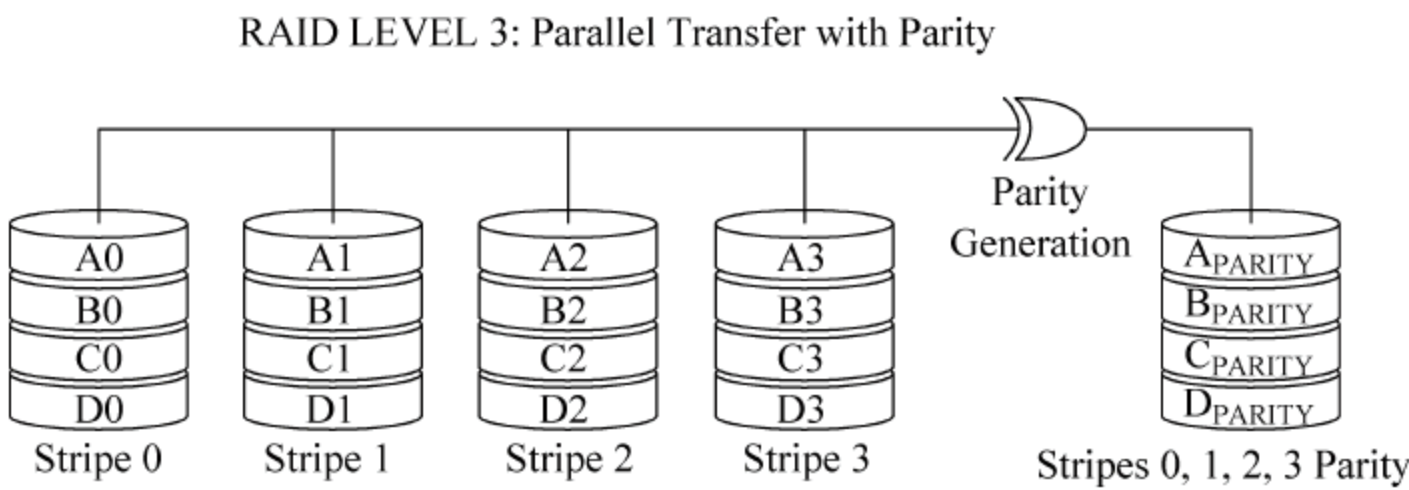 RAID LEVEL 3: Parallel Transfer with Parity
Parity
Generation
A0 A1 A2 A3 APARITY
B0 B1 B2 B3 BPARITY
C0 C1 C2 C3 CPARITY
D0 D1 D2 D3 DPARITY
Stripe 0 Stripe 1 Stripe 2 Stripe 3 Stripes 0, 1, 2, 3 Parity